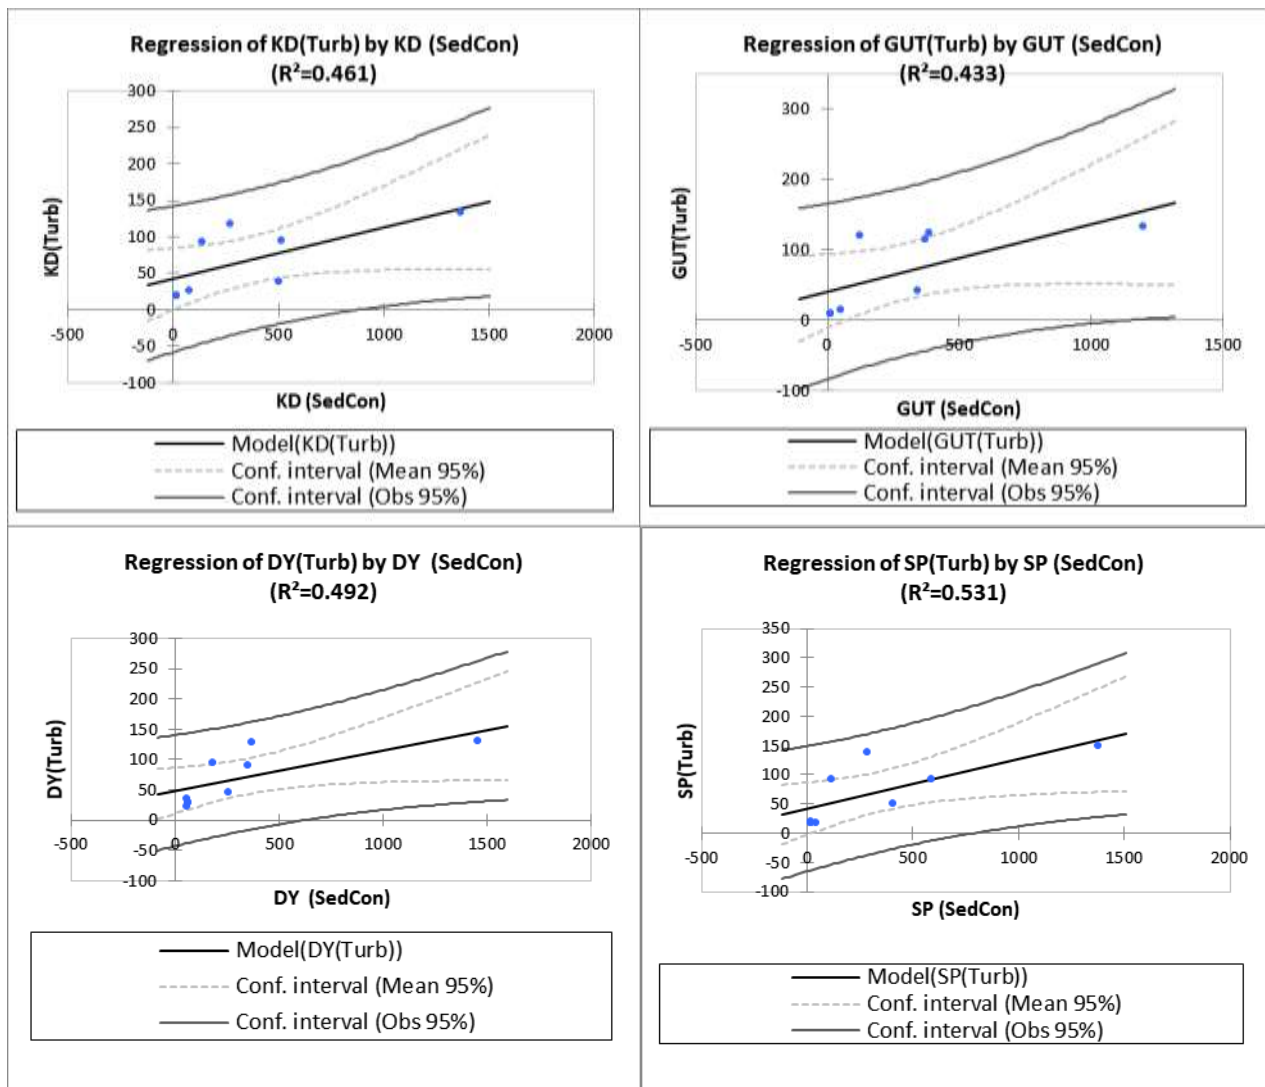 Regression of KD(Turb) by KD (SedCon)
(R²=0.461)
300
250
200
150
100
50
0
-50
-100
-500
0
500
1000
1500
2000
KD(Turb)
KD (SedCon)
Model(KD(Turb))
Conf. interval (Mean 95%)
Conf. interval (Obs 95%)
Regression of GUT(Turb) by GUT (SedCon)
(R²=0.433)
300
200
100
0
-100
-500
0
500
1000
1500
GUT(Turb)
GUT (SedCon)
Model(GUT(Turb))
Conf. interval (Mean 95%)
Conf. interval (Obs 95%)
Regression of DY(Turb) by DY (SedCon)
(R²=0.492)
300
250
200
150
100
50
0
-50
-100
-500
0
500
1000
1500
2000
DY(Turb)
DY (SedCon)
Model(DY(Turb))
Conf. interval (Mean 95%)
Conf. interval (Obs 95%)
Regression of SP(Turb) by SP (SedCon)
(R²=0.531)
350
300
250
200
150
100
50
0
-50
-100
-500
0
500
1000
1500
2000
SP(Turb)
SP (SedCon)
Model(SP(Turb))
Conf. interval (Mean 95%)
Conf. interval (Obs 95%)